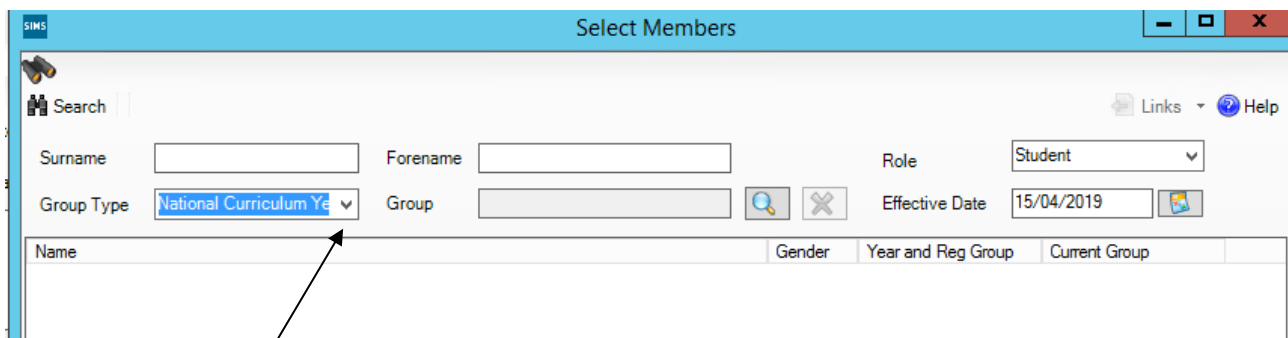 SIMS Select Members X
Search Links Help
Surname Forename Role Student
Group Type National Curriculum Ye Group Effective Date 15/04/2019
Name Gender Year and Reg Group Current Group